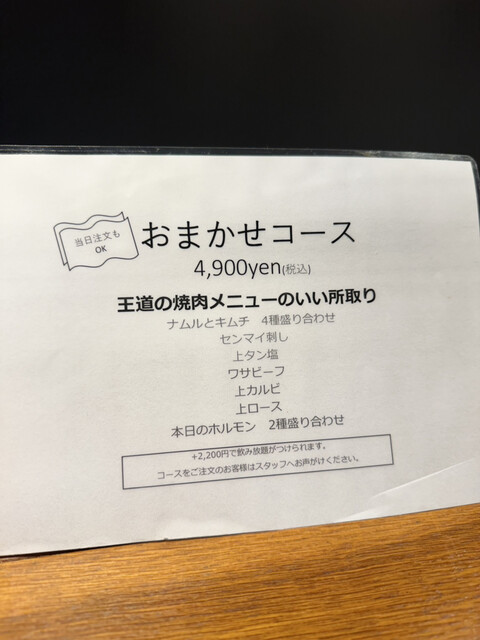 当日注文も
OK
おまかせコース
4,900yen(税込)
王道の焼肉メニューのいい所取り
ナムルとキムチ　4種盛り合わせ
センマイ刺し
上タン塩
ワサビーフ
上カルビ
上ロース
本日のホルモン　2種盛り合わせ
+2,200円で飲み放題がつけられます。
コースをご注文のお客様はスタッフへお声がけください。